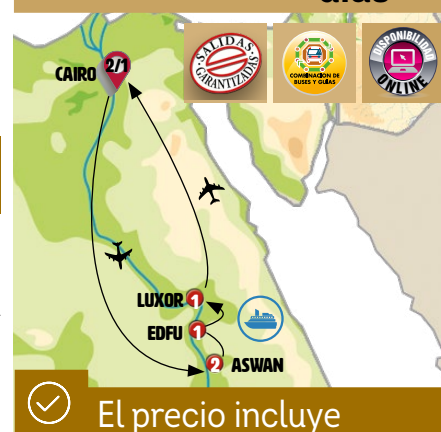 SALIDAS
GARANTIZADAS
COMBINACIÓN DE
BUSES Y GUÍAS
DISPONIBILIDAD
ONLINE
CAIRO 2/1
LUXOR 1
EDFU 1
2 ASWAN
El precio incluye